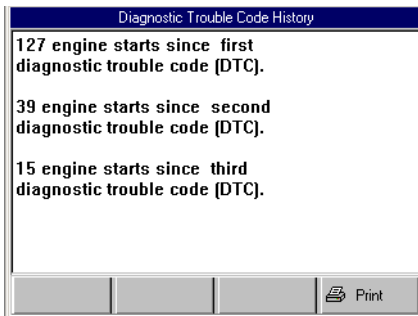 Diagnostic Trouble Code History
127 engine starts since  first
diagnostic trouble code (DTC).
39 engine starts since  second
diagnostic trouble code (DTC).
15 engine starts since  third
diagnostic trouble code (DTC).
Print